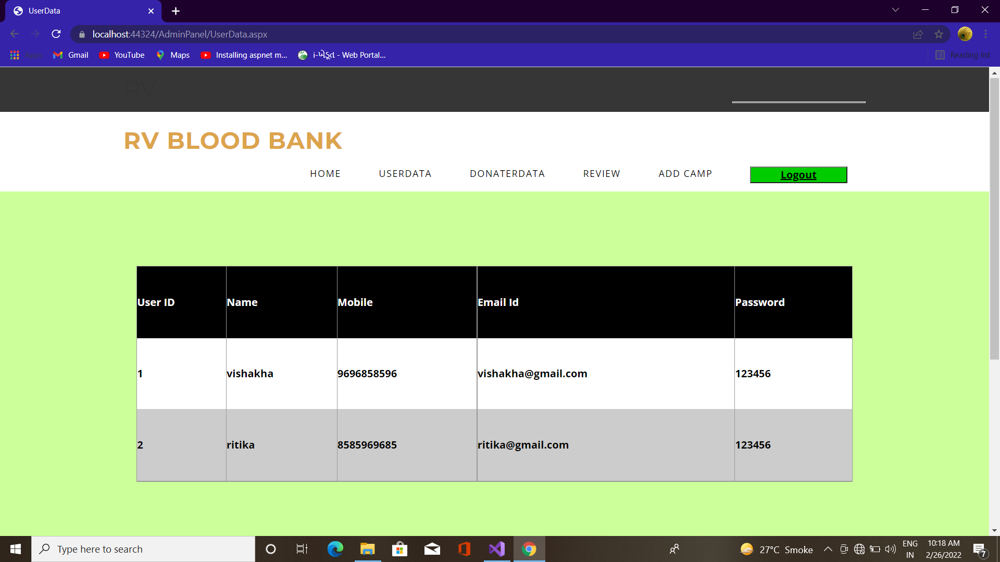 UserData
localhost:44324/AdminPanel/UserData.aspx
Apps Gmail YouTube Maps Installing aspnet m... i-ખેડૂત - Web Portal... Reading list
RV
RV BLOOD BANK
HOME USERDATA DONATERDATA REVIEW ADD CAMP Logout
User ID Name Mobile Email Id Password
1 vishakha 9696858596 vishakha@gmail.com 123456
2 ritika 8585969685 ritika@gmail.com 123456
Type here to search
27°C Smoke
ENG
IN
10:18 AM
2/26/2022
7